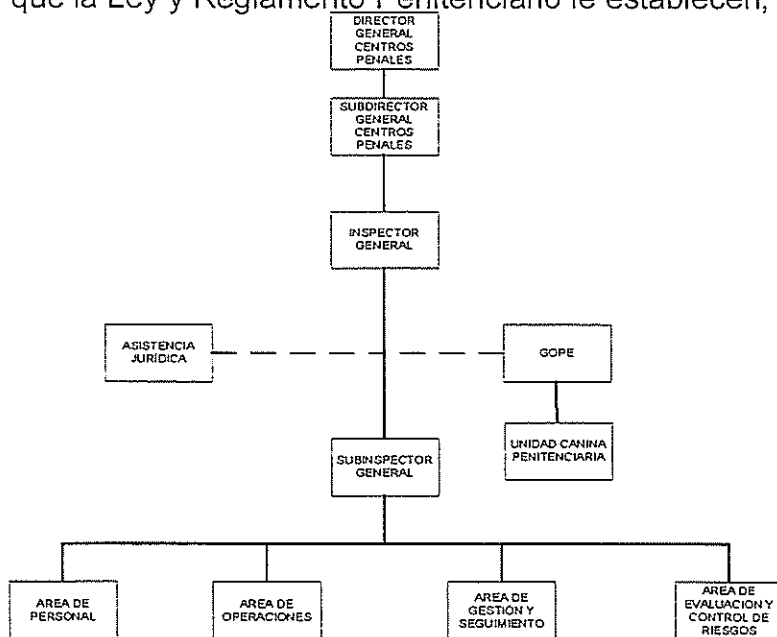 que la Ley y Reglamento Penitenciario le establecen,
DIRECTOR
GENERAL
CENTROS
PENALES
SUBDIRECTOR
GENERAL
CENTROS
PENALES
INSPECTOR
GENERAL
ASISTENCIA
JURÍDICA
GOPE
UNIDAD CANINA
PENITENCIARIA
SUBINSPECTOR
GENERAL
AREA DE
PERSONAL
AREA DE
OPERACIONES
AREA DE
GESTIÓN Y
SEGUIMIENTO
AREA DE
EVALUACION Y
CONTROL DE
RIESGOS